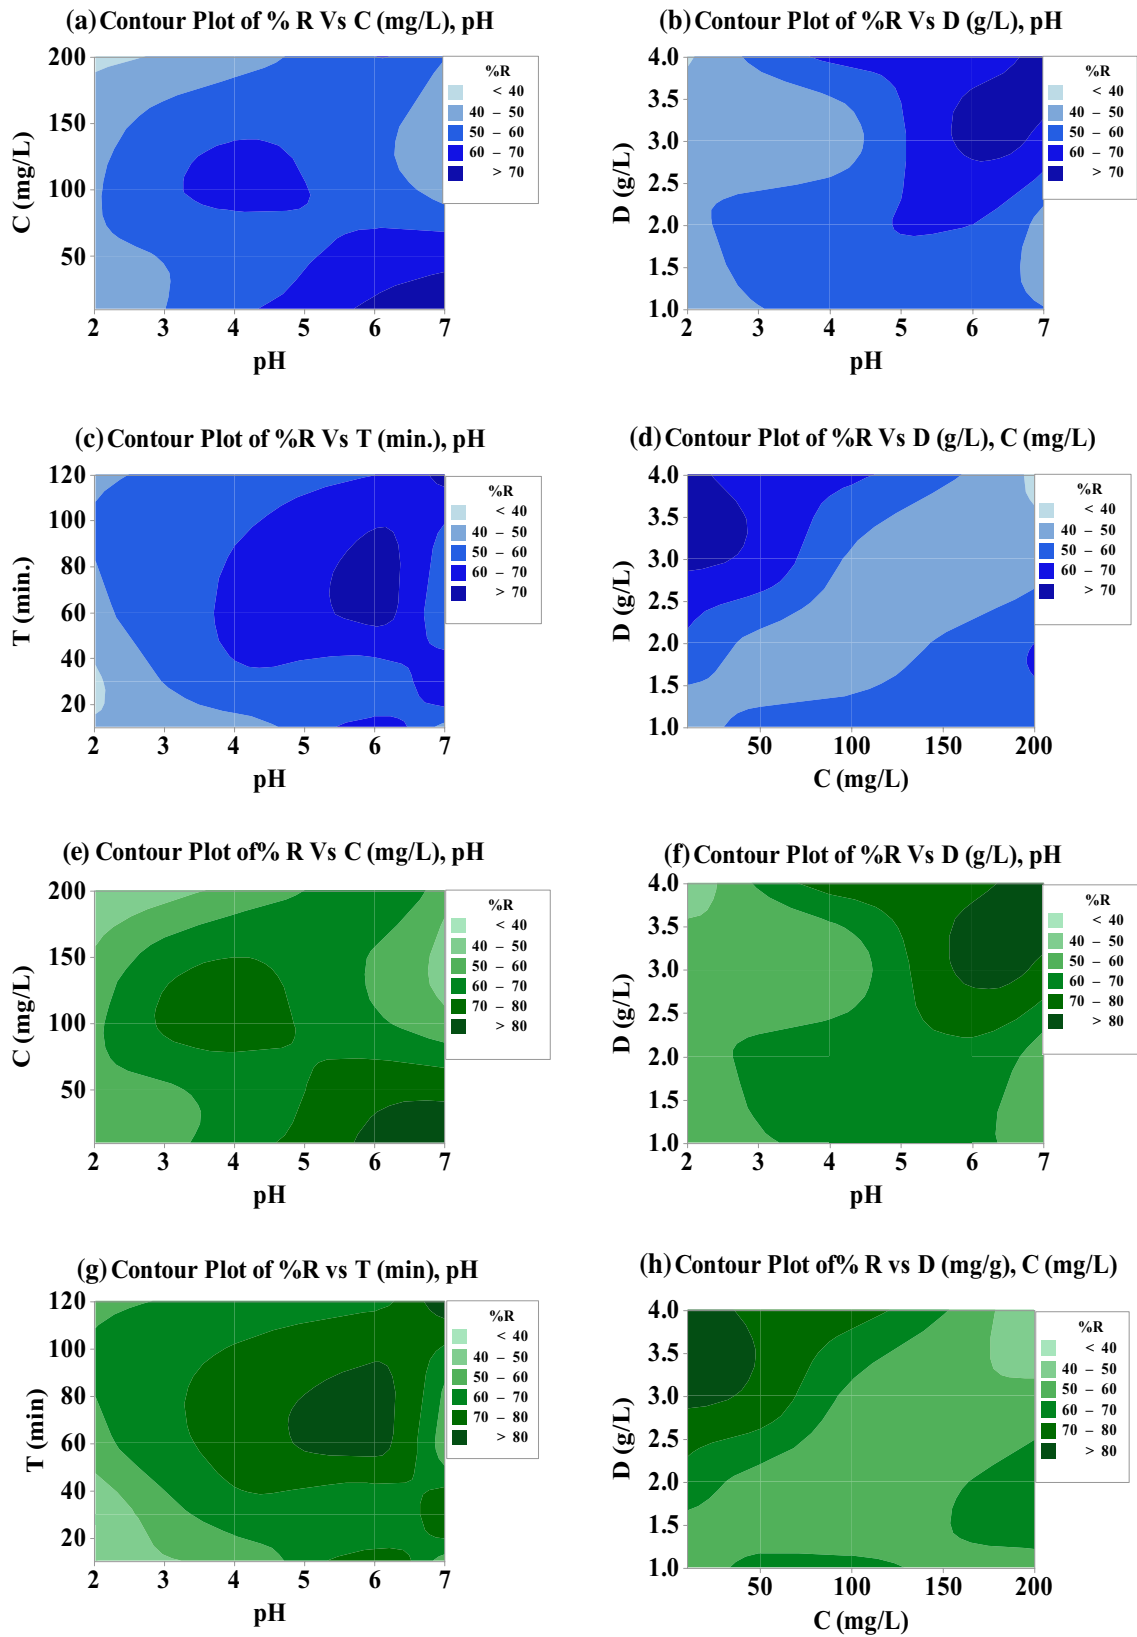 (a) Contour Plot of % R Vs C (mg/L), pH
%R
< 40
40 – 50
50 – 60
60 – 70
> 70
C (mg/L)
200
150
100
50
2 3 4 5 6 7
pH
(b) Contour Plot of %R Vs D (g/L), pH
%R
< 40
40 – 50
50 – 60
60 – 70
> 70
D (g/L)
4.0
3.5
3.0
2.5
2.0
1.5
1.0
2 3 4 5 6 7
pH
(c) Contour Plot of %R Vs T (min.), pH
%R
< 40
40 – 50
50 – 60
60 – 70
> 70
T (min.)
120
100
80
60
40
20
2 3 4 5 6 7
pH
(d) Contour Plot of %R Vs D (g/L), C (mg/L)
%R
< 40
40 – 50
50 – 60
60 – 70
> 70
D (g/L)
4.0
3.5
3.0
2.5
2.0
1.5
1.0
50 100 150 200
C (mg/L)
(e) Contour Plot of% R Vs C (mg/L), pH
%R
< 40
40 – 50
50 – 60
60 – 70
70 – 80
> 80
C (mg/L)
200
150
100
50
2 3 4 5 6 7
pH
(f) Contour Plot of %R Vs D (g/L), pH
%R
< 40
40 – 50
50 – 60
60 – 70
70 – 80
> 80
D (g/L)
4.0
3.5
3.0
2.5
2.0
1.5
1.0
2 3 4 5 6 7
pH
(g) Contour Plot of %R vs T (min), pH
%R
< 40
40 – 50
50 – 60
60 – 70
70 – 80
> 80
T (min)
120
100
80
60
40
20
2 3 4 5 6 7
pH
(h) Contour Plot of% R vs D (mg/g), C (mg/L)
%R
< 40
40 – 50
50 – 60
60 – 70
70 – 80
> 80
D (g/L)
4.0
3.5
3.0
2.5
2.0
1.5
1.0
50 100 150 200
C (mg/L)